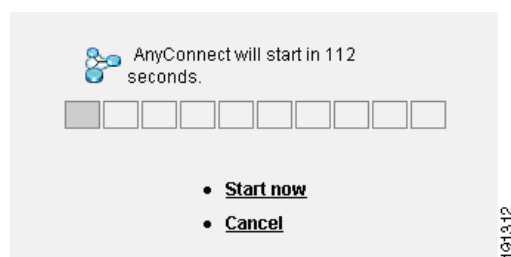 AnyConnect will start in 112
seconds.
Start now
Cancel
191312